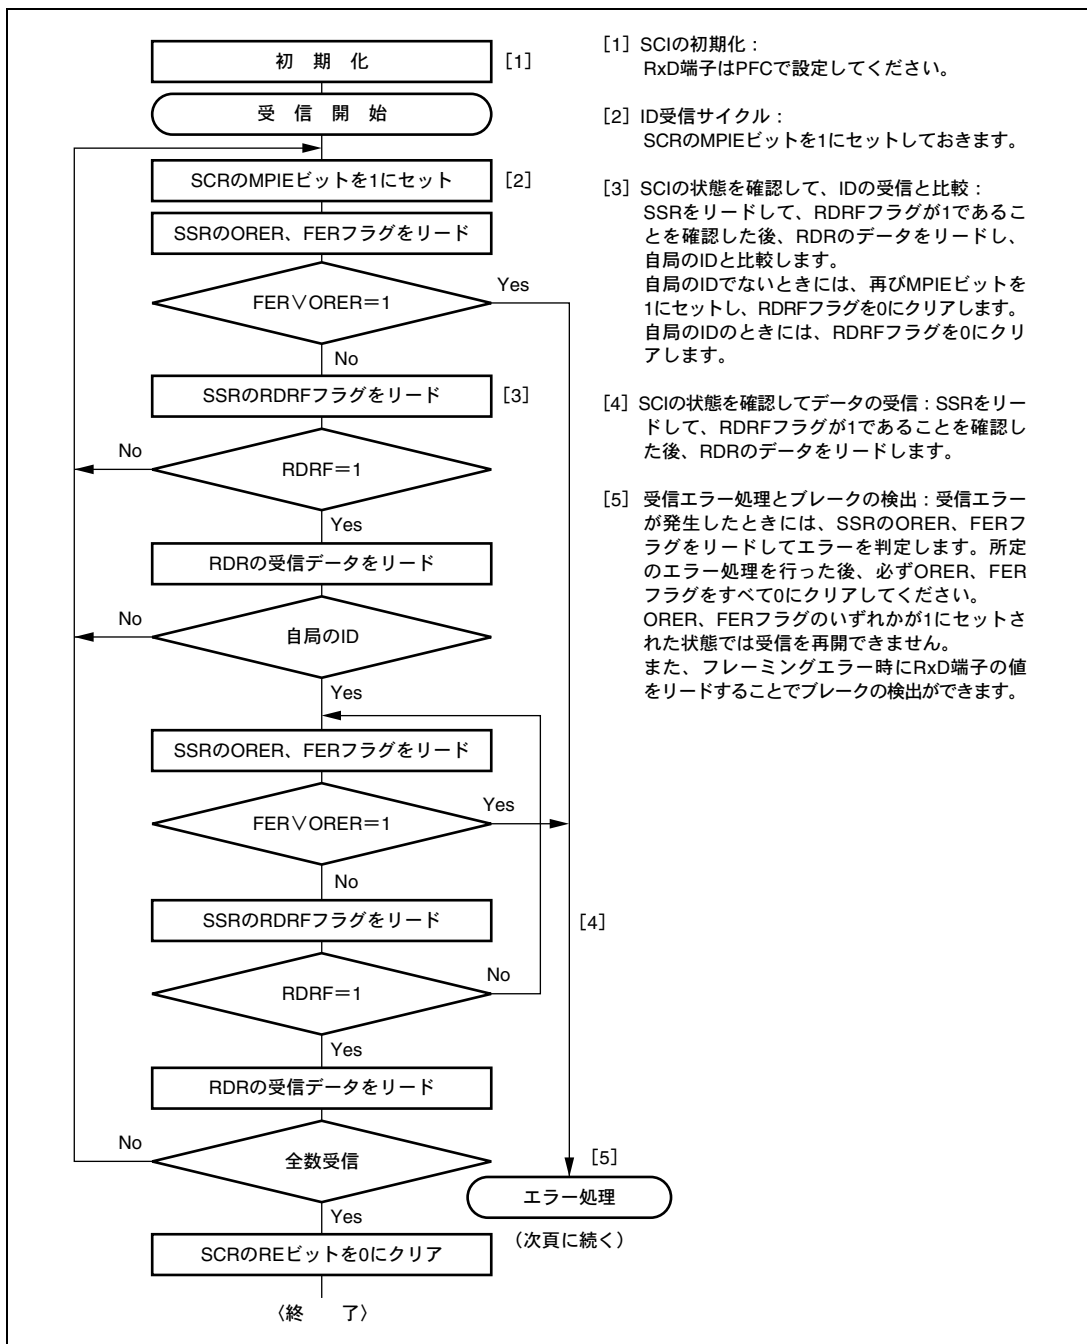 初 期 化 [1]
受 信 開 始
SCRのMPIEビットを1にセット [2]
SSRのORER、FERフラグをリード
FER∨ORER＝1
Yes
No
SSRのRDRFフラグをリード [3]
No
RDRF＝1
Yes
RDRの受信データをリード
No
自局のID
Yes
SSRのORER、FERフラグをリード
FER∨ORER＝1
Yes
No
SSRのRDRFフラグをリード
[4]
RDRF＝1
No
Yes
RDRの受信データをリード
No
全数受信
Yes
[5]
エラー処理
（次頁に続く）
SCRのREビットを0にクリア
〈終 了〉
[1] SCIの初期化：
RxD端子はPFCで設定してください。
[2] ID受信サイクル：
SCRのMPIEビットを1にセットしておきます。
[3] SCIの状態を確認して、IDの受信と比較：
SSRをリードして、RDRFフラグが1であるこ
とを確認した後、RDRのデータをリードし、
自局のIDと比較します。
自局のIDでないときには、再びMPIEビットを
1にセットし、RDRFフラグを0にクリアします。
自局のIDのときには、RDRFフラグを0にクリ
アします。
[4] SCIの状態を確認してデータの受信：SSRをリー
ドして、RDRFフラグが1であることを確認し
た後、RDRのデータをリードします。
[5] 受信エラー処理とブレークの検出：受信エラー
が発生したときには、SSRのORER、FERフ
ラグをリードしてエラーを判定します。所定
のエラー処理を行った後、必ずORER、FER
フラグをすべて0にクリアしてください。
ORER、FERフラグのいずれかが1にセットさ
れた状態では受信を再開できません。
また、フレーミングエラー時にRxD端子の値
をリードすることでブレークの検出ができます。